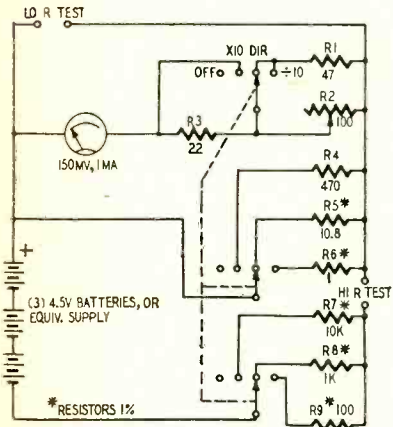 LO R TEST
X10 DIR
OFF
÷10
R1
47
R2
100
R3
22
150MV, 1MA
R4
470
R5*
10.8
R6*
1
HI R TEST
+
(3) 4.5V BATTERIES, OR
EQUIV. SUPPLY
R7*
10K
R8*
1K
*RESISTORS 1%
R9*100